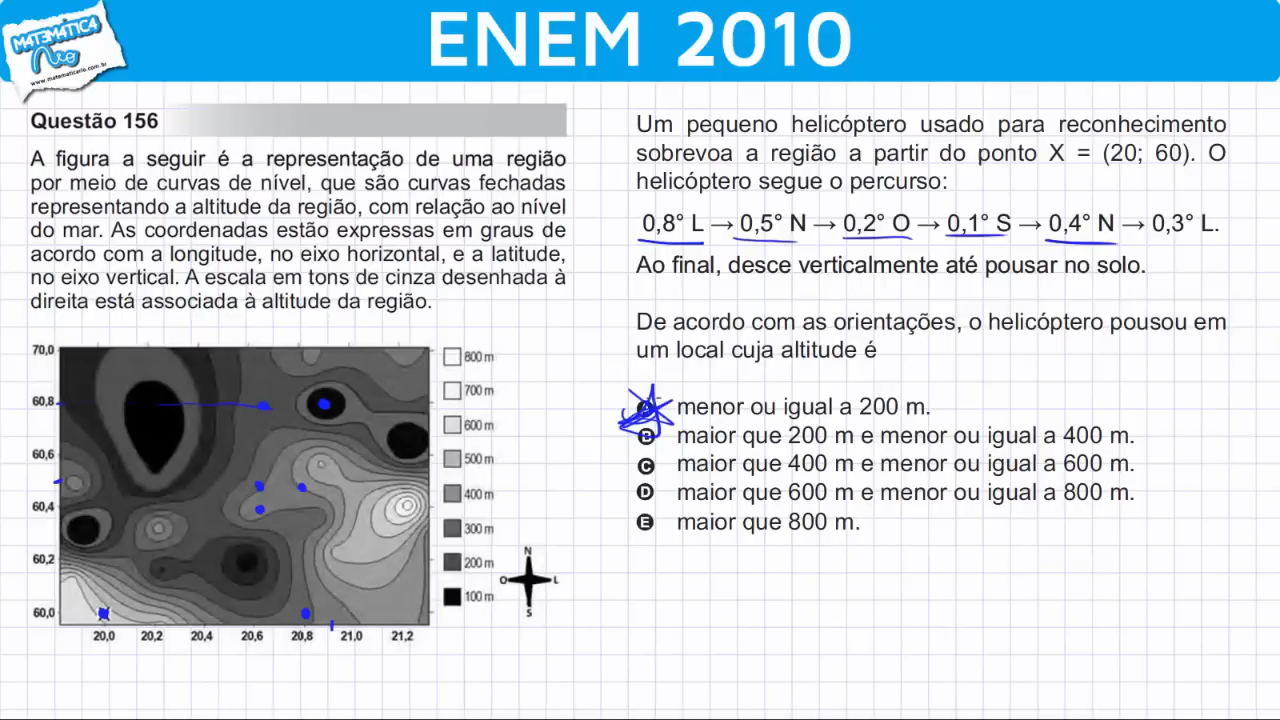 MATEMÁTICA
Rio
www.matematicario.com.br
ENEM 2010
Questão 156
A figura a seguir é a representação de uma região
por meio de curvas de nível, que são curvas fechadas
representando a altitude da região, com relação ao nível
do mar. As coordenadas estão expressas em graus de
acordo com a longitude, no eixo horizontal, e a latitude,
no eixo vertical. A escala em tons de cinza desenhada à
direita está associada à altitude da região.
70,0
60,8
60,6
60,4
60,2
60,0
20,0 20,2 20,4 20,6 20,8 21,0 21,2
800 m
700 m
600 m
500 m
400 m
300 m
200 m
100 m
N
O L
S
Um pequeno helicóptero usado para reconhecimento
sobrevoa a região a partir do ponto X = (20; 60). O
helicóptero segue o percurso:
0,8° L → 0,5° N → 0,2° O → 0,1° S → 0,4° N → 0,3° L.
Ao final, desce verticalmente até pousar no solo.
De acordo com as orientações, o helicóptero pousou em
um local cuja altitude é
A menor ou igual a 200 m.
B maior que 200 m e menor ou igual a 400 m.
C maior que 400 m e menor ou igual a 600 m.
D maior que 600 m e menor ou igual a 800 m.
E maior que 800 m.